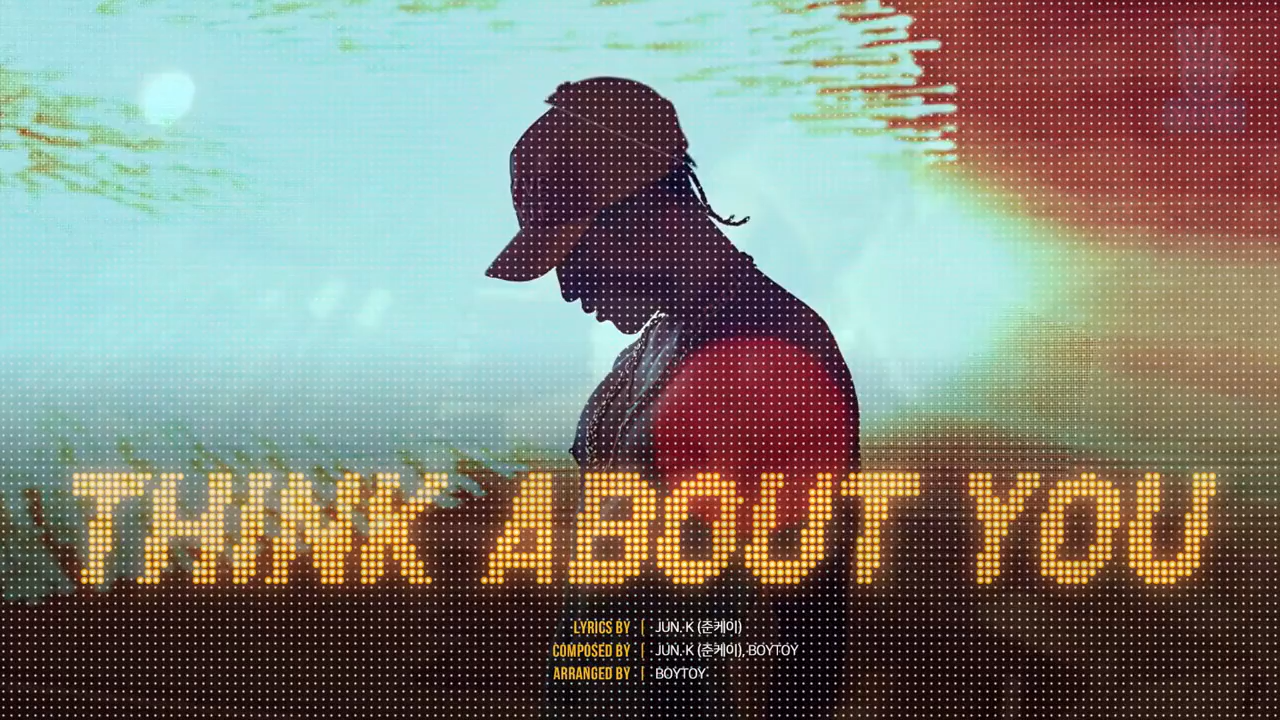 THINK ABOUT YOU
LYRICS BY | JUN. K (준케이)
COMPOSED BY | JUN. K (준케이), BOYTOY
ARRANGED BY | BOYTOY